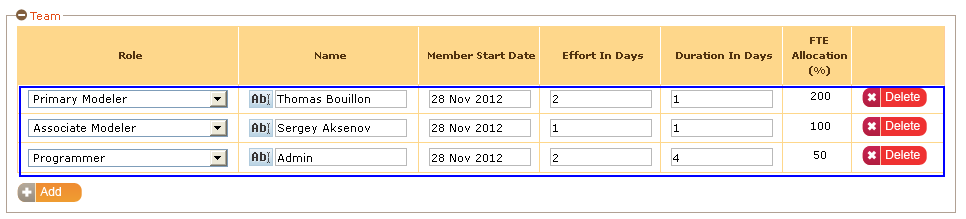 Team
Role Name Member Start Date Effort In Days Duration In Days FTE Allocation (%)
Primary Modeler Ab Thomas Bouillon 28 Nov 2012 2 1 200 Delete
Associate Modeler Ab Sergey Aksenov 28 Nov 2012 1 1 100 Delete
Programmer Ab Admin 28 Nov 2012 2 4 50 Delete
Add